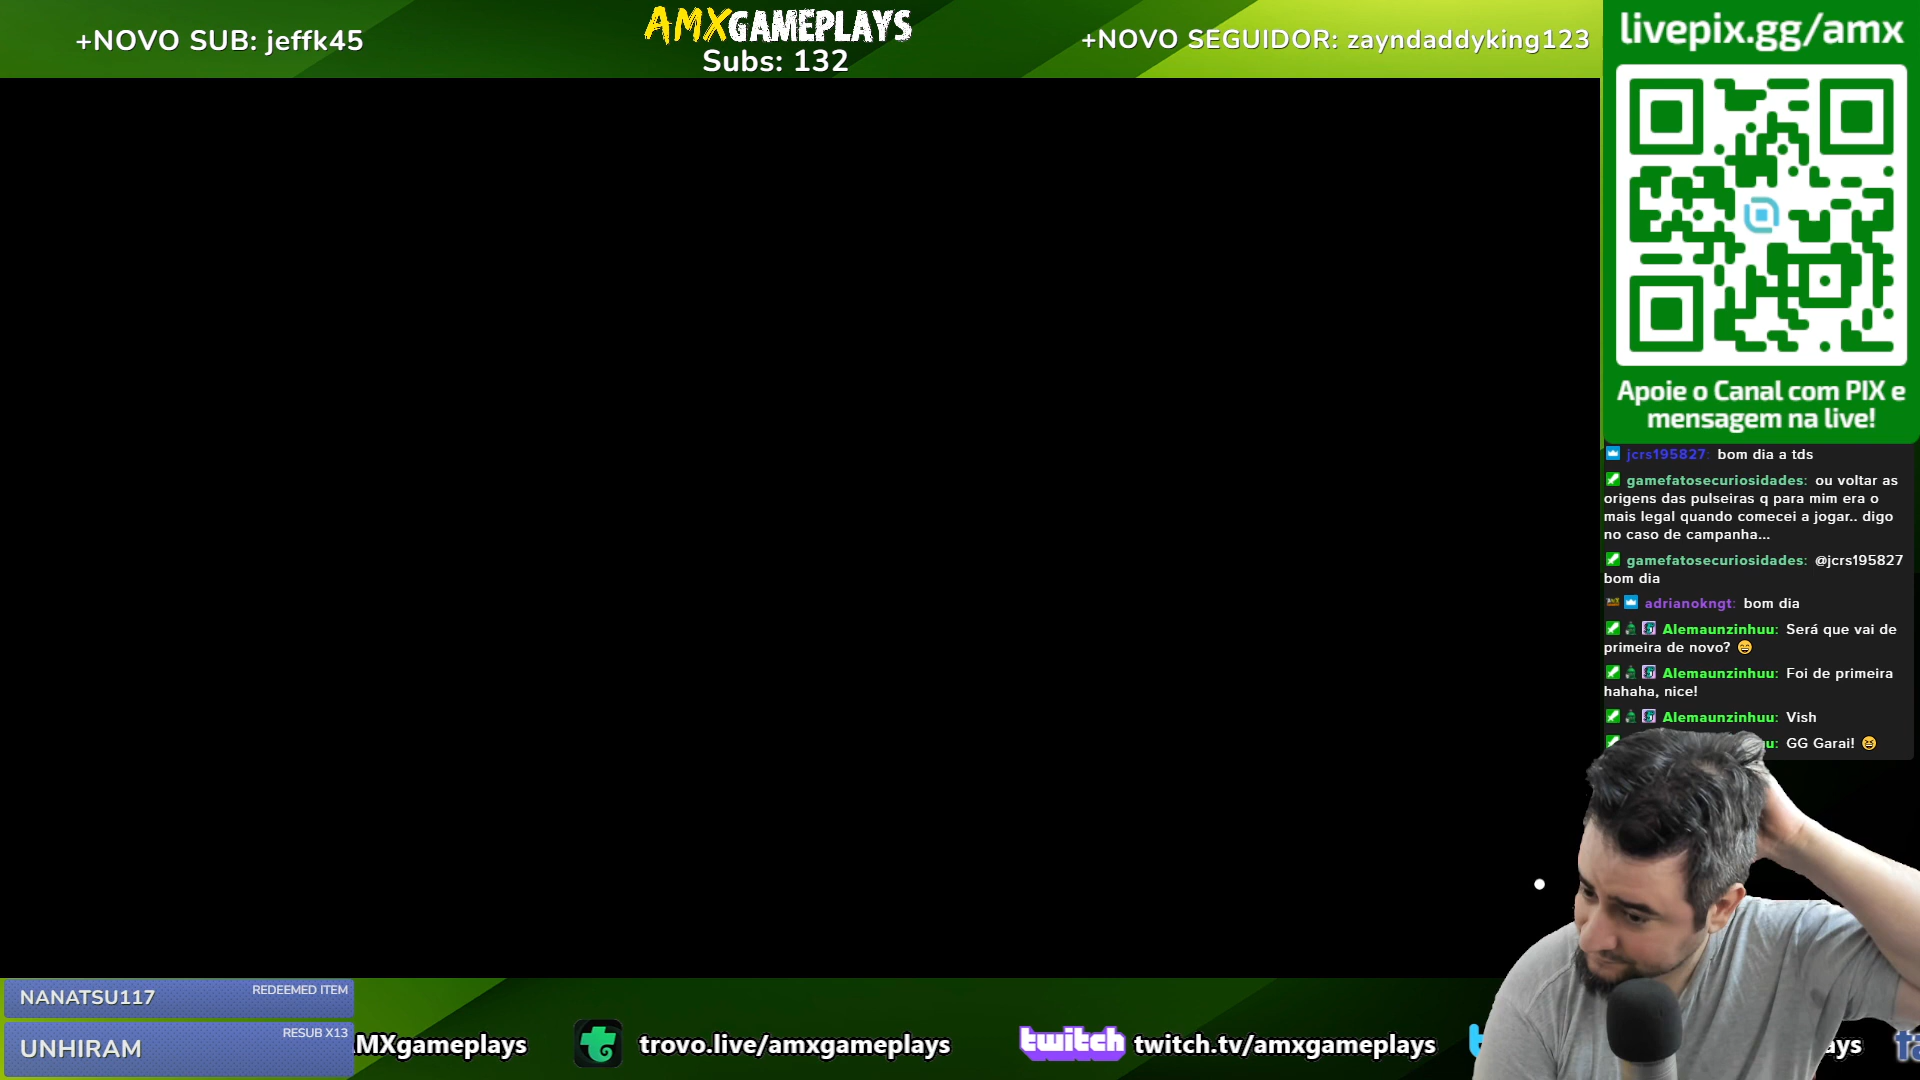 +NOVO SUB: jeffk45
AMXGAMEPLAYS
Subs: 132
+NOVO SEGUIDOR: zayndaddyking123
livepix.gg/amx
Apoie o Canal com PIX e
mensagem na live!
jcrs195827: bom dia a tds
gamefatosecuriosidades: ou voltar as
origens das pulseiras q para mim era o
mais legal quando comecei a jogar.. digo
no caso de campanha...
gamefatosecuriosidades: @jcrs195827
bom dia
adrianokngt: bom dia
Alemaunzinhuu: Será que vai de
primeira de novo? 😄
Alemaunzinhuu: Foi de primeira
hahaha, nice!
Alemaunzinhuu: Vish
u: GG Garai! 😆
NANATSU117
REDEEMED ITEM
UNHIRAM
RESUB X13
MXgameplays
trovo.live/amxgameplays
twitch
twitch.tv/amxgameplays
ays